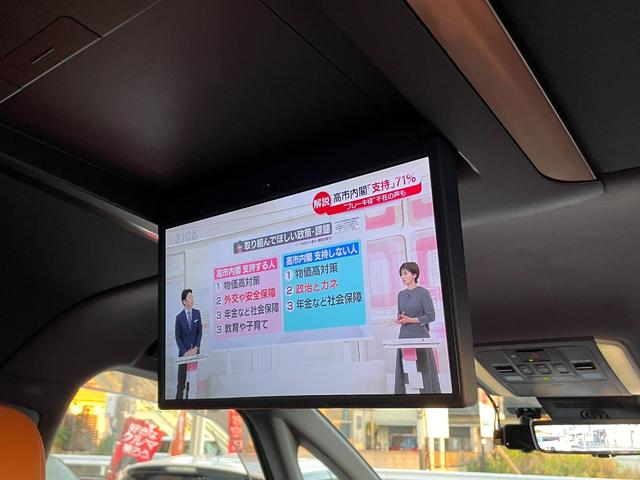 解説
高市内閣「支持」71%
"ブレーキ役"不在の声も
取り組んでほしい政策・課題
高市内閣 支持する人
1 物価高対策
2 外交や安全保障
3 年金など社会保障
3 教育や子育て
高市内閣 支持しない人
1 物価高対策
2 政治とカネ
3 年金など社会保障
クルマ